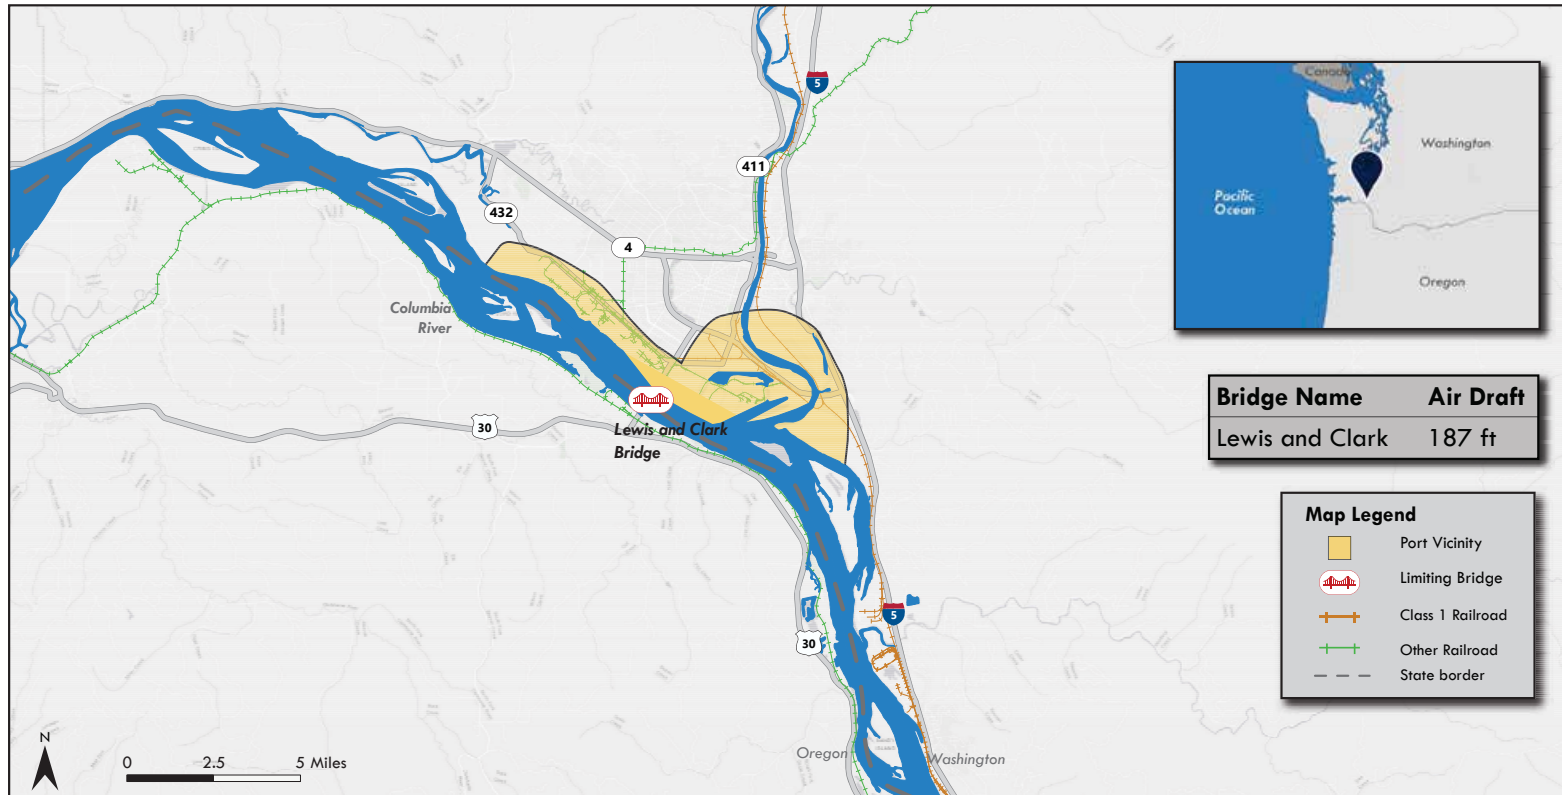 5
411
432
4
Columbia
River
30
Lewis and Clark
Bridge
5
30
Oregon
Washington
N
0 2.5 5 Miles
Canada
Washington
Pacific
Ocean
Oregon
Bridge Name Air Draft
Lewis and Clark 187 ft
Map Legend
Port Vicinity
Limiting Bridge
Class 1 Railroad
Other Railroad
State border